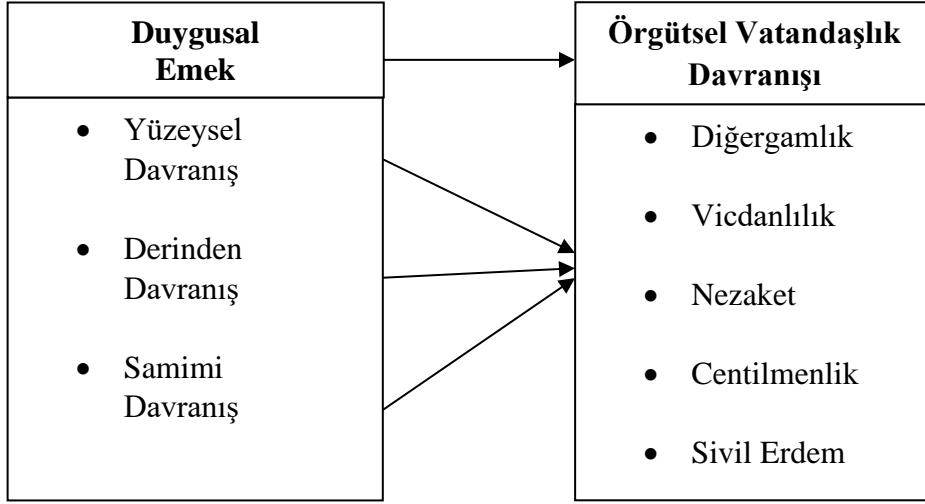 Duygusal
Emek
• Yüzeysel
Davranış
• Derinden
Davranış
• Samimi
Davranış
Örgütsel Vatandaşlık
Davranışı
• Diğergamlık
• Vicdanlılık
• Nezaket
• Centilmenlik
• Sivil Erdem